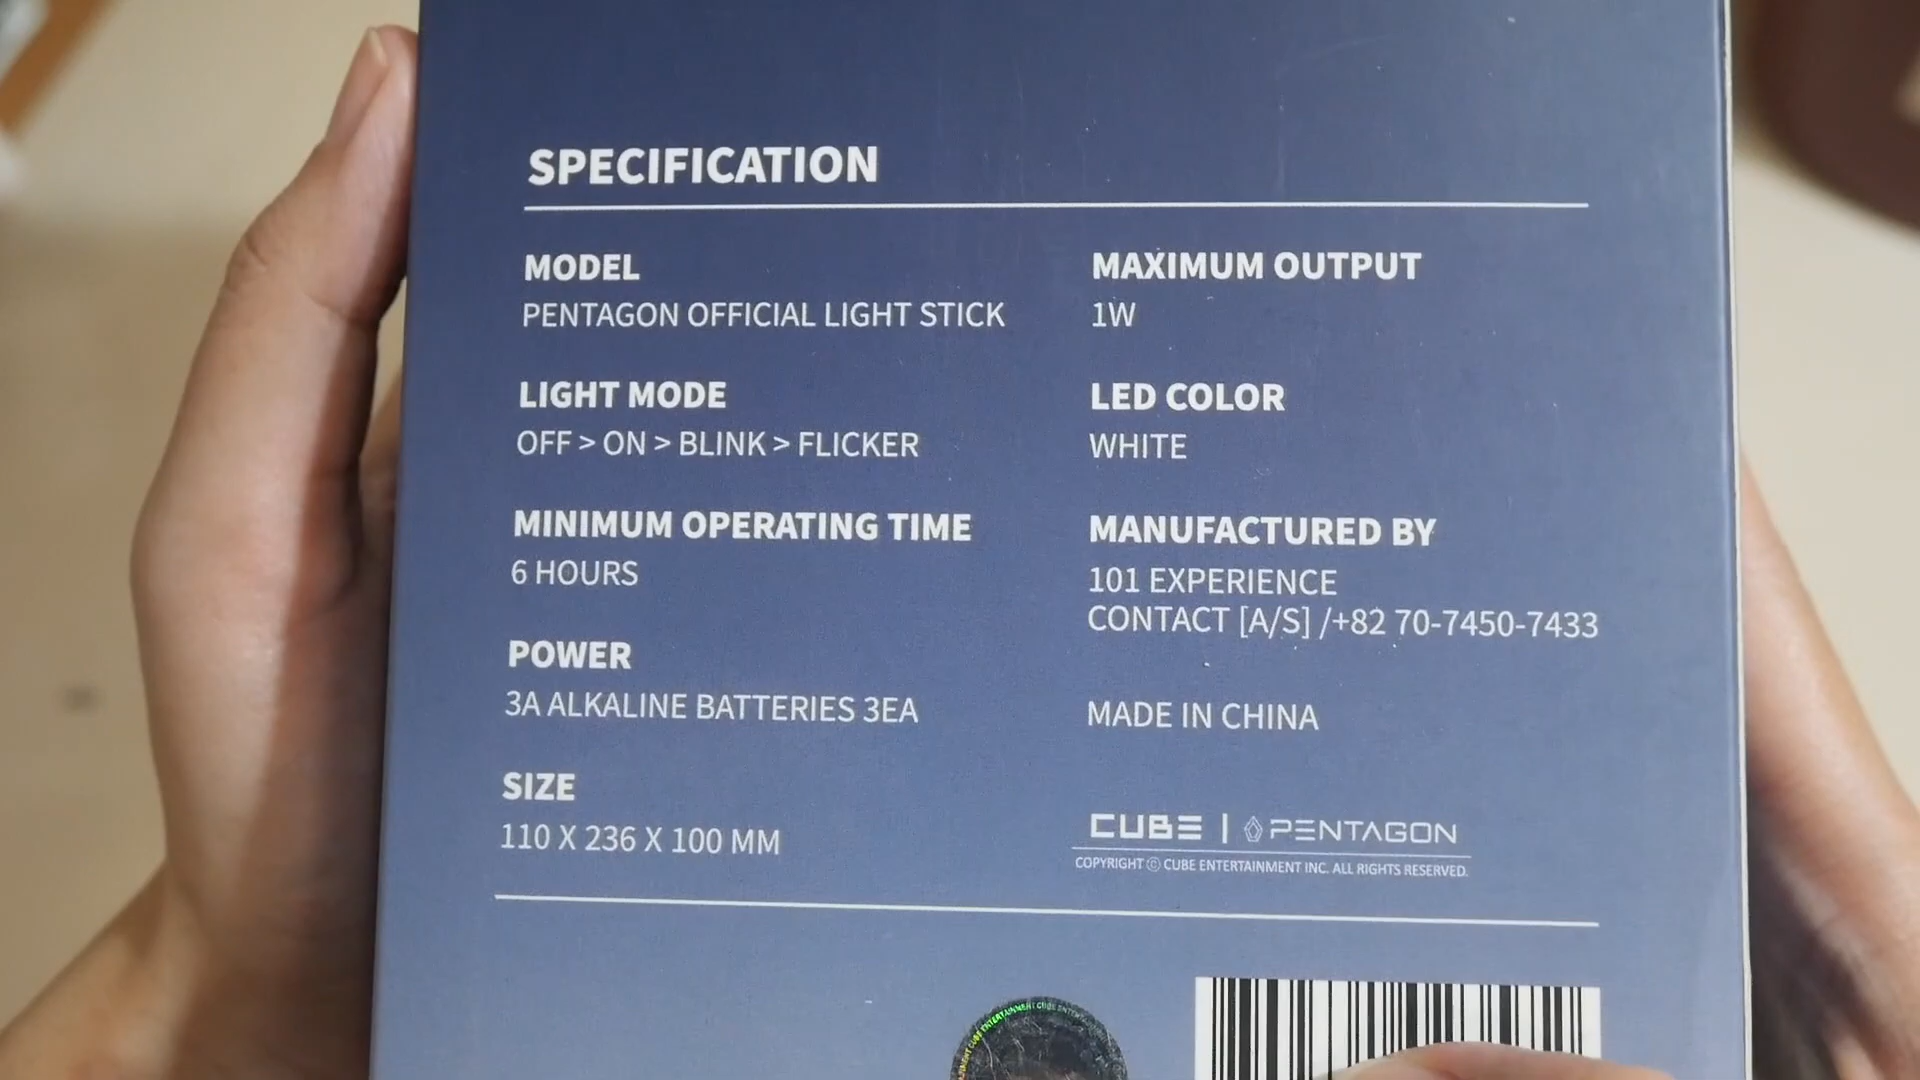 SPECIFICATION
MODEL
PENTAGON OFFICIAL LIGHT STICK
LIGHT MODE
OFF > ON > BLINK > FLICKER
MINIMUM OPERATING TIME
6 HOURS
POWER
3A ALKALINE BATTERIES 3EA
SIZE
110 X 236 X 100 MM
MAXIMUM OUTPUT
1W
LED COLOR
WHITE
MANUFACTURED BY
101 EXPERIENCE
CONTACT [A/S] /+82 70-7450-7433
MADE IN CHINA
CUBE | PENTAGON
COPYRIGHT © CUBE ENTERTAINMENT INC. ALL RIGHTS RESERVED.